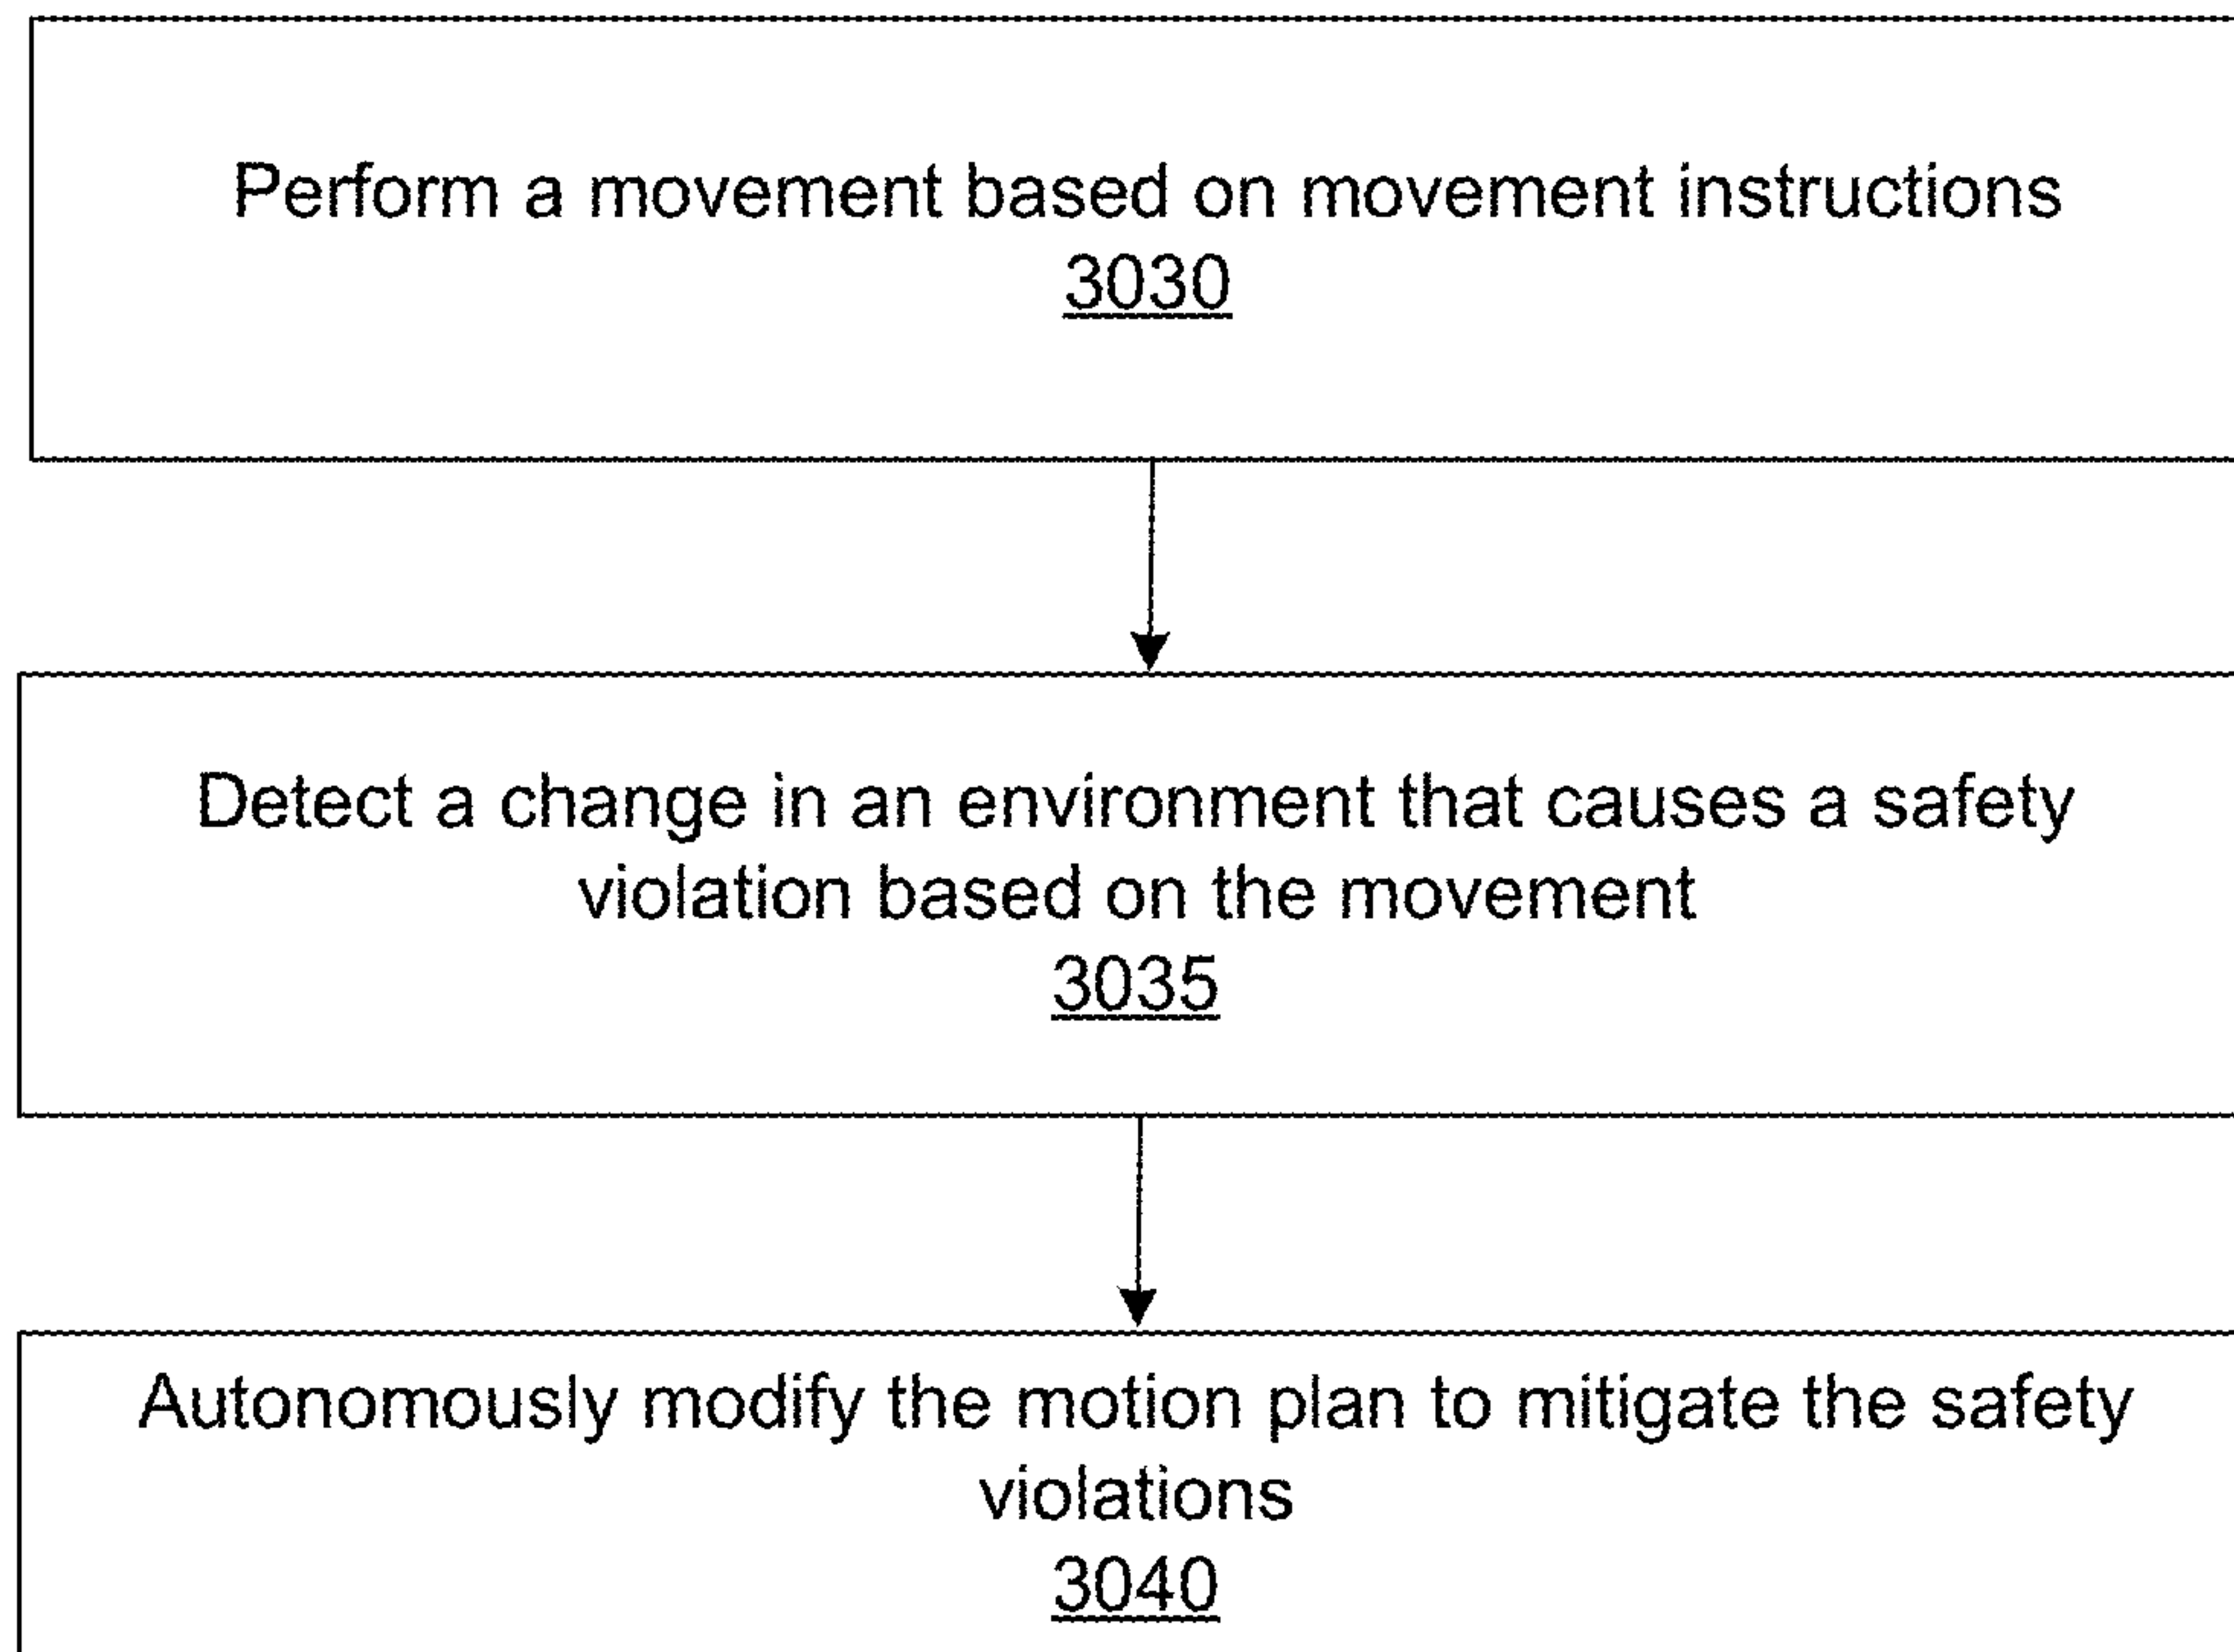 Perform a movement based on movement instructions
3030
Detect a change in an environment that causes a safety
violation based on the movement
3035
Autonomously modify the motion plan to mitigate the safety
violations
3040